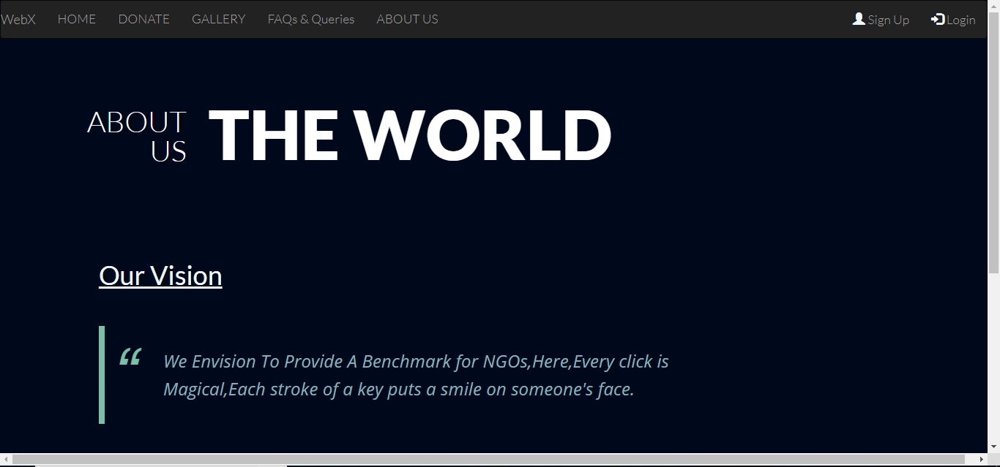 WebX HOME DONATE GALLERY FAQs & Queries ABOUT US Sign Up Login
ABOUT
US
THE WORLD
Our Vision
“ We Envision To Provide A Benchmark for NGOs,Here,Every click is
Magical,Each stroke of a key puts a smile on someone's face.